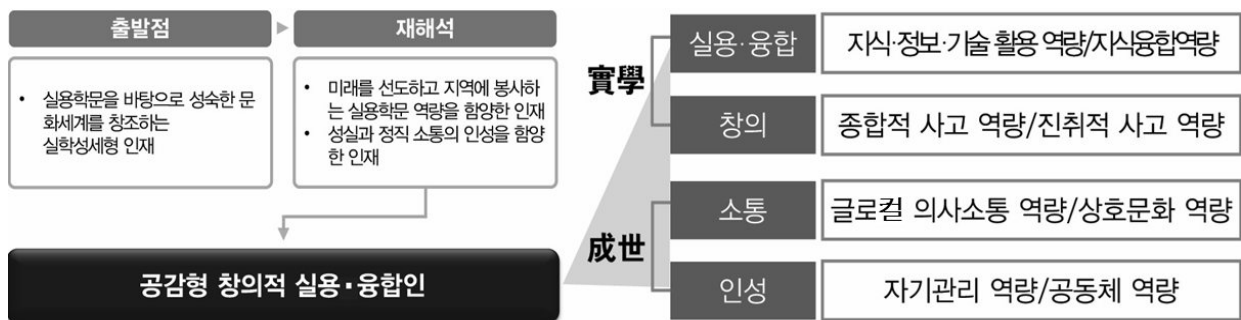 출발점
재해석
• 실용학문을 바탕으로 성숙한 문
화세계를 창조하는
실학성세형 인재
• 미래를 선도하고 지역에 봉사하
는 실용학문 역량을 함양한 인재
• 성실과 정직 소통의 인성을 함양
한 인재
공감형 창의적 실용·융합인
實學
成世
실용·융합
지식·정보·기술 활용 역량/지식융합역량
창의
종합적 사고 역량/진취적 사고 역량
소통
글로컬 의사소통 역량/상호문화 역량
인성
자기관리 역량/공동체 역량